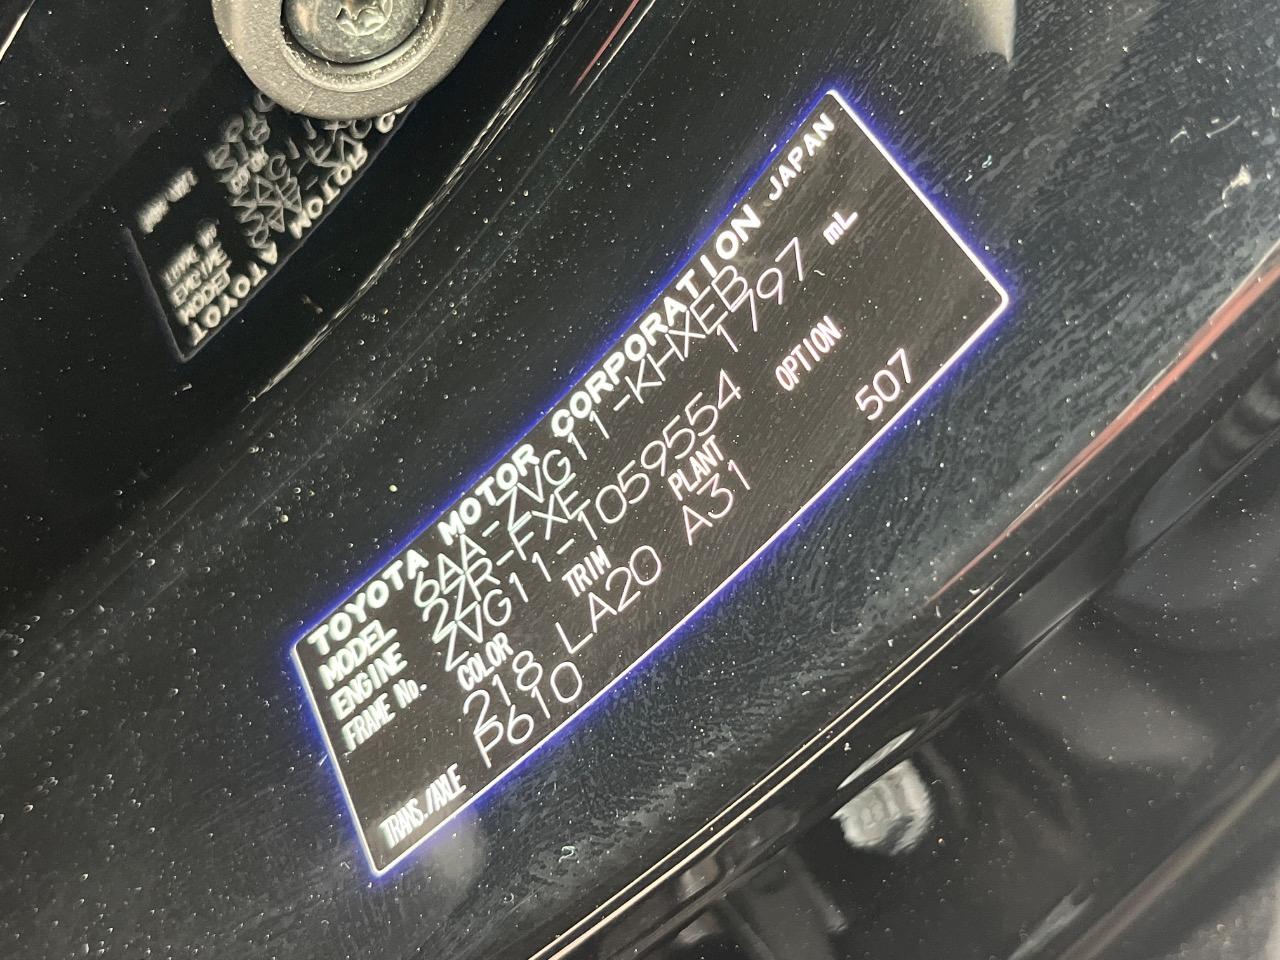 TOYOTA MOTOR CORPORATION JAPAN
MODEL 6AA-ZVG11-KHXEB
ENGINE 2ZR-FXE 1797 mL
FRAME No. ZVG11-1059554
COLOR TRIM PLANT OPTION
218 LA20 A31 507
TRANS./AXLE P610